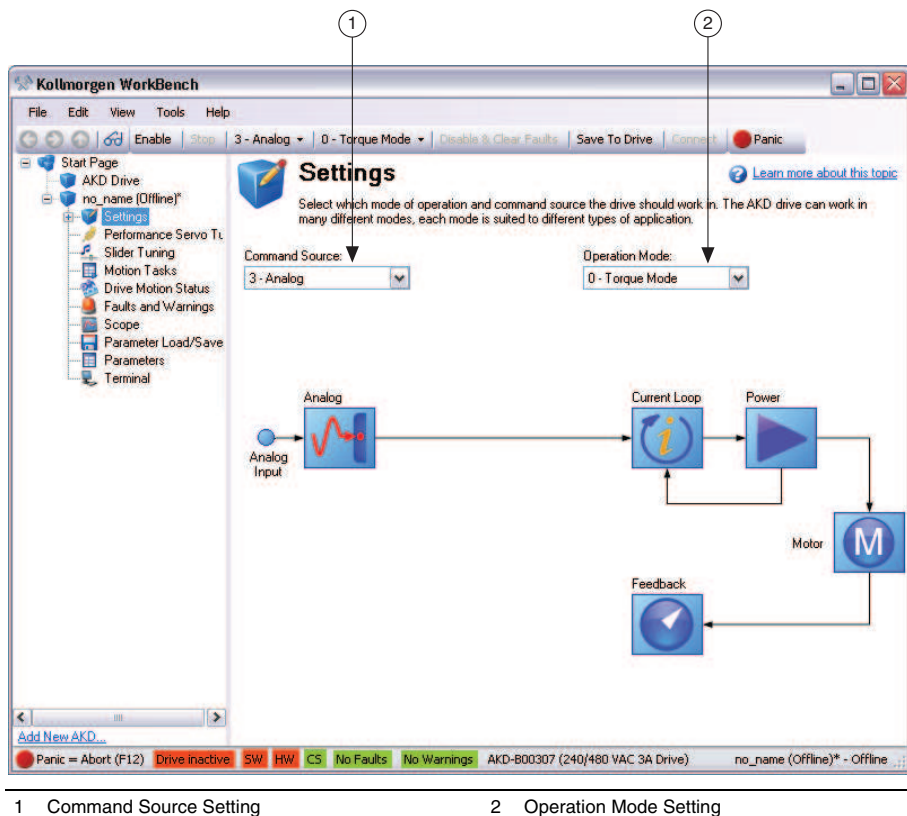 1 2
Kollmorgen WorkBench
File Edit View Tools Help
Enable Stop 3 - Analog 0 - Torque Mode Disable & Clear Faults Save To Drive Connect Panic
Start Page
AKD Drive
no_name (Offline)*
Settings
Performance Servo Tu
Slider Tuning
Motion Tasks
Drive Motion Status
Faults and Warnings
Scope
Parameter Load/Save
Parameters
Terminal
Add New AKD...
Settings
Learn more about this topic
Select which mode of operation and command source the drive should work in. The AKD drive can work in
many different modes, each mode is suited to different types of application.
Command Source: Operation Mode:
3 - Analog 0 - Torque Mode
Analog Current Loop Power
Analog
Input
i
Motor M
Feedback
Panic = Abort (F12) Drive inactive SW HW CS No Faults No Warnings AKD-B00307 (240/480 VAC 3A Drive) no_name (Offline)* - Offline
1 Command Source Setting 2 Operation Mode Setting